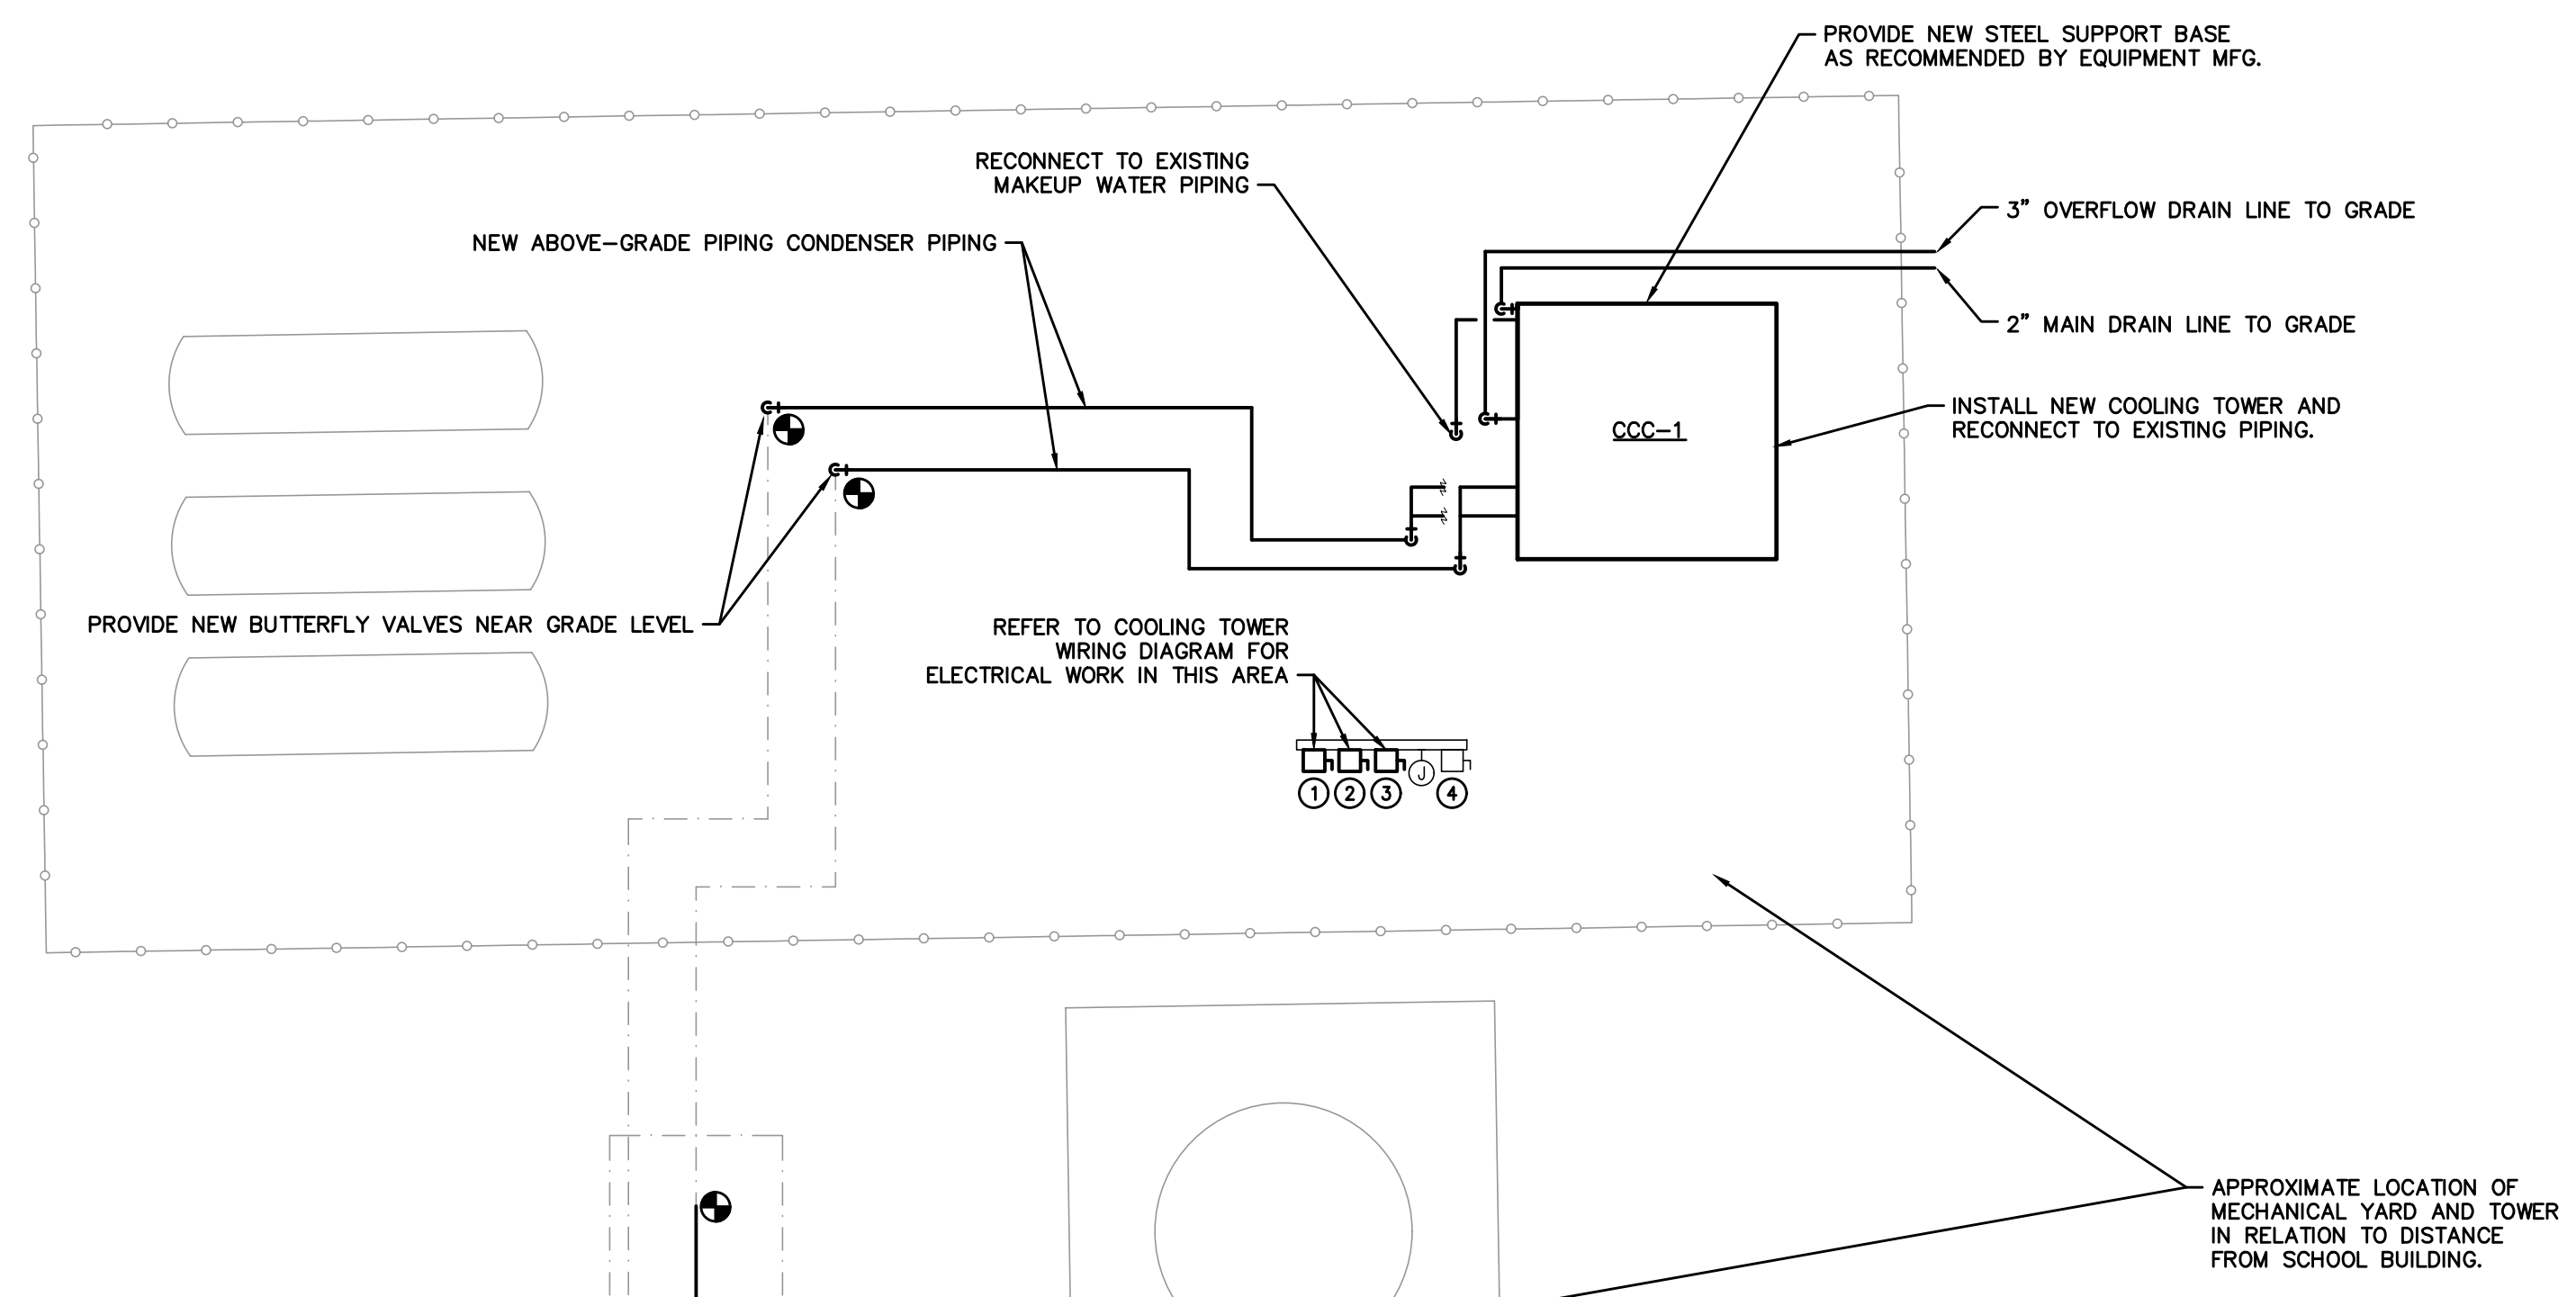 PROVIDE NEW STEEL SUPPORT BASE
AS RECOMMENDED BY EQUIPMENT MFG.
RECONNECT TO EXISTING
MAKEUP WATER PIPING
3" OVERFLOW DRAIN LINE TO GRADE
NEW ABOVE-GRADE PIPING CONDENSER PIPING
2" MAIN DRAIN LINE TO GRADE
INSTALL NEW COOLING TOWER AND
RECONNECT TO EXISTING PIPING.
CCC-1
PROVIDE NEW BUTTERFLY VALVES NEAR GRADE LEVEL
REFER TO COOLING TOWER
WIRING DIAGRAM FOR
ELECTRICAL WORK IN THIS AREA
J
1 2 3 4
APPROXIMATE LOCATION OF
MECHANICAL YARD AND TOWER
IN RELATION TO DISTANCE
FROM SCHOOL BUILDING.